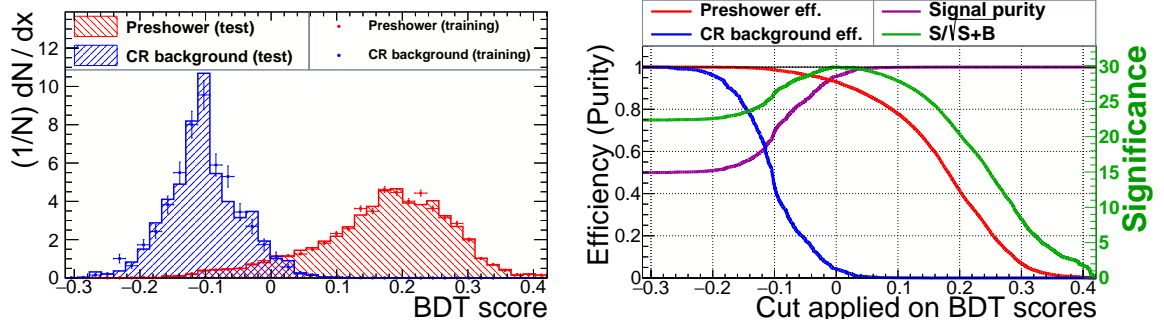 Preshower (test)
Preshower (training)
CR background (test)
CR background (training)
(1/N) dN / dx
12
10
8
6
4
2
0
−0.3 −0.2 −0.1 0 0.1 0.2 0.3 0.4
BDT score
Preshower eff.
Signal purity
CR background eff.
S/√S+B
Efficiency (Purity)
1
0.8
0.6
0.4
0.2
0
−0.3 −0.2 −0.1 0 0.1 0.2 0.3 0.4
Cut applied on BDT scores
30
25
20
15
10
5
0
Significance